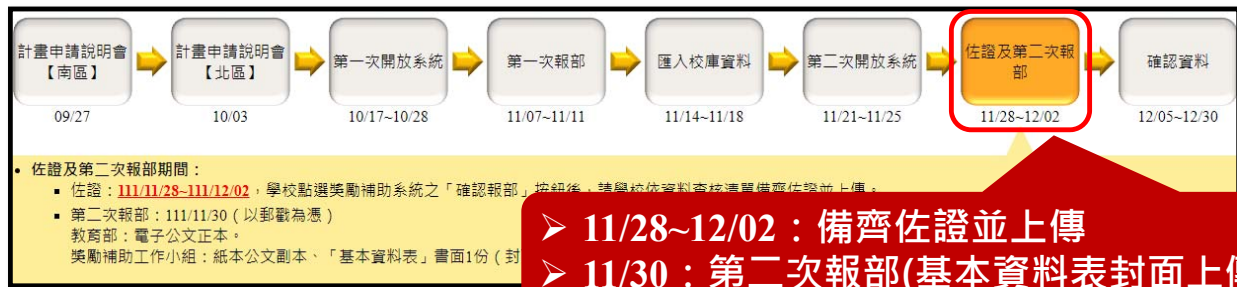 計畫申請說明會
【南區】
計畫申請說明會
【北區】
第一次開放系統
第一次報部
匯入校庫資料
第二次開放系統
佐證及第二次報
部
確認資料
09/27
10/03
10/17~10/28
11/07~11/11
11/14~11/18
11/21~11/25
11/28~12/02
12/05~12/30
• 佐證及第二次報部期間：
▪ 佐證：111/11/28~111/12/02，學校點選獎勵補助系統之「確認報部」按鈕後，請學校依資料查核清單備齊佐證並上傳。
▪ 第二次報部：111/11/30（以郵戳為憑）
教育部：電子公文正本。
獎勵補助工作小組：紙本公文副本、「基本資料表」書面1份（封
➢ 11/28~12/02：備齊佐證並上傳
➢ 11/30：第二次報部(基本資料表封面上傳